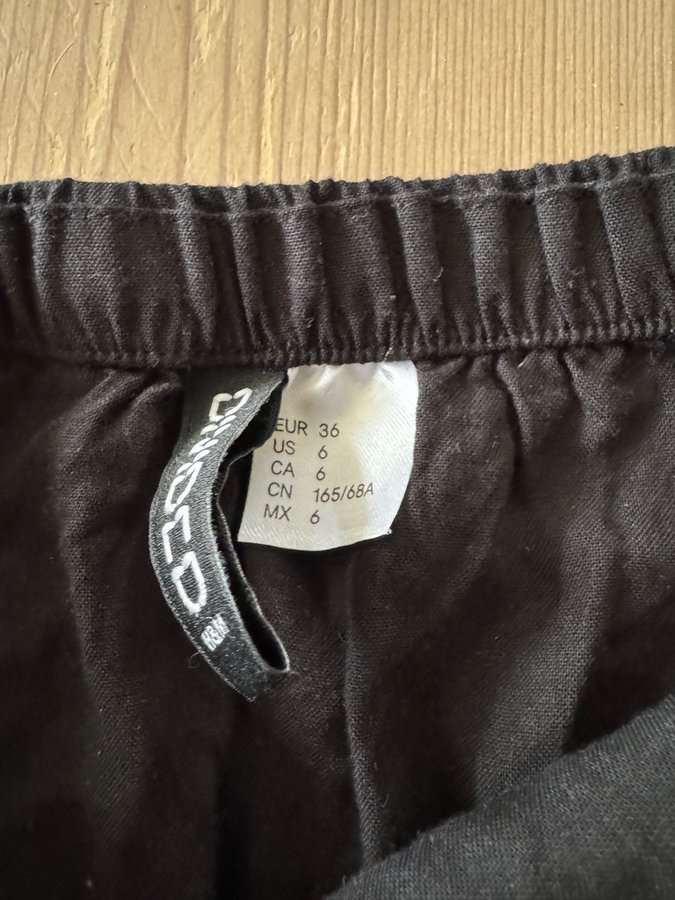 DIVIDED
H&M
EUR 36
US 6
CA 6
CN 165/68A
MX 6